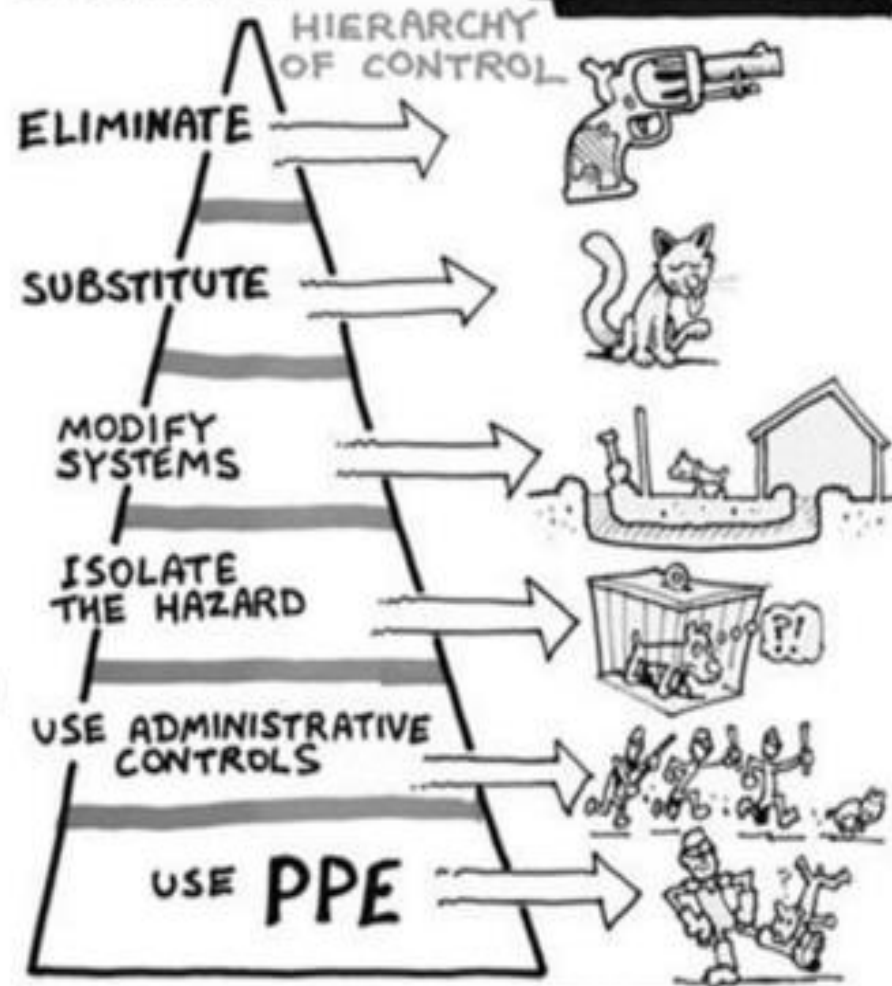 HIERARCHY
OF CONTROL
ELIMINATE
SUBSTITUTE
MODIFY
SYSTEMS
ISOLATE
THE HAZARD
?!
USE ADMINISTRATIVE
CONTROLS
USE PPE
?